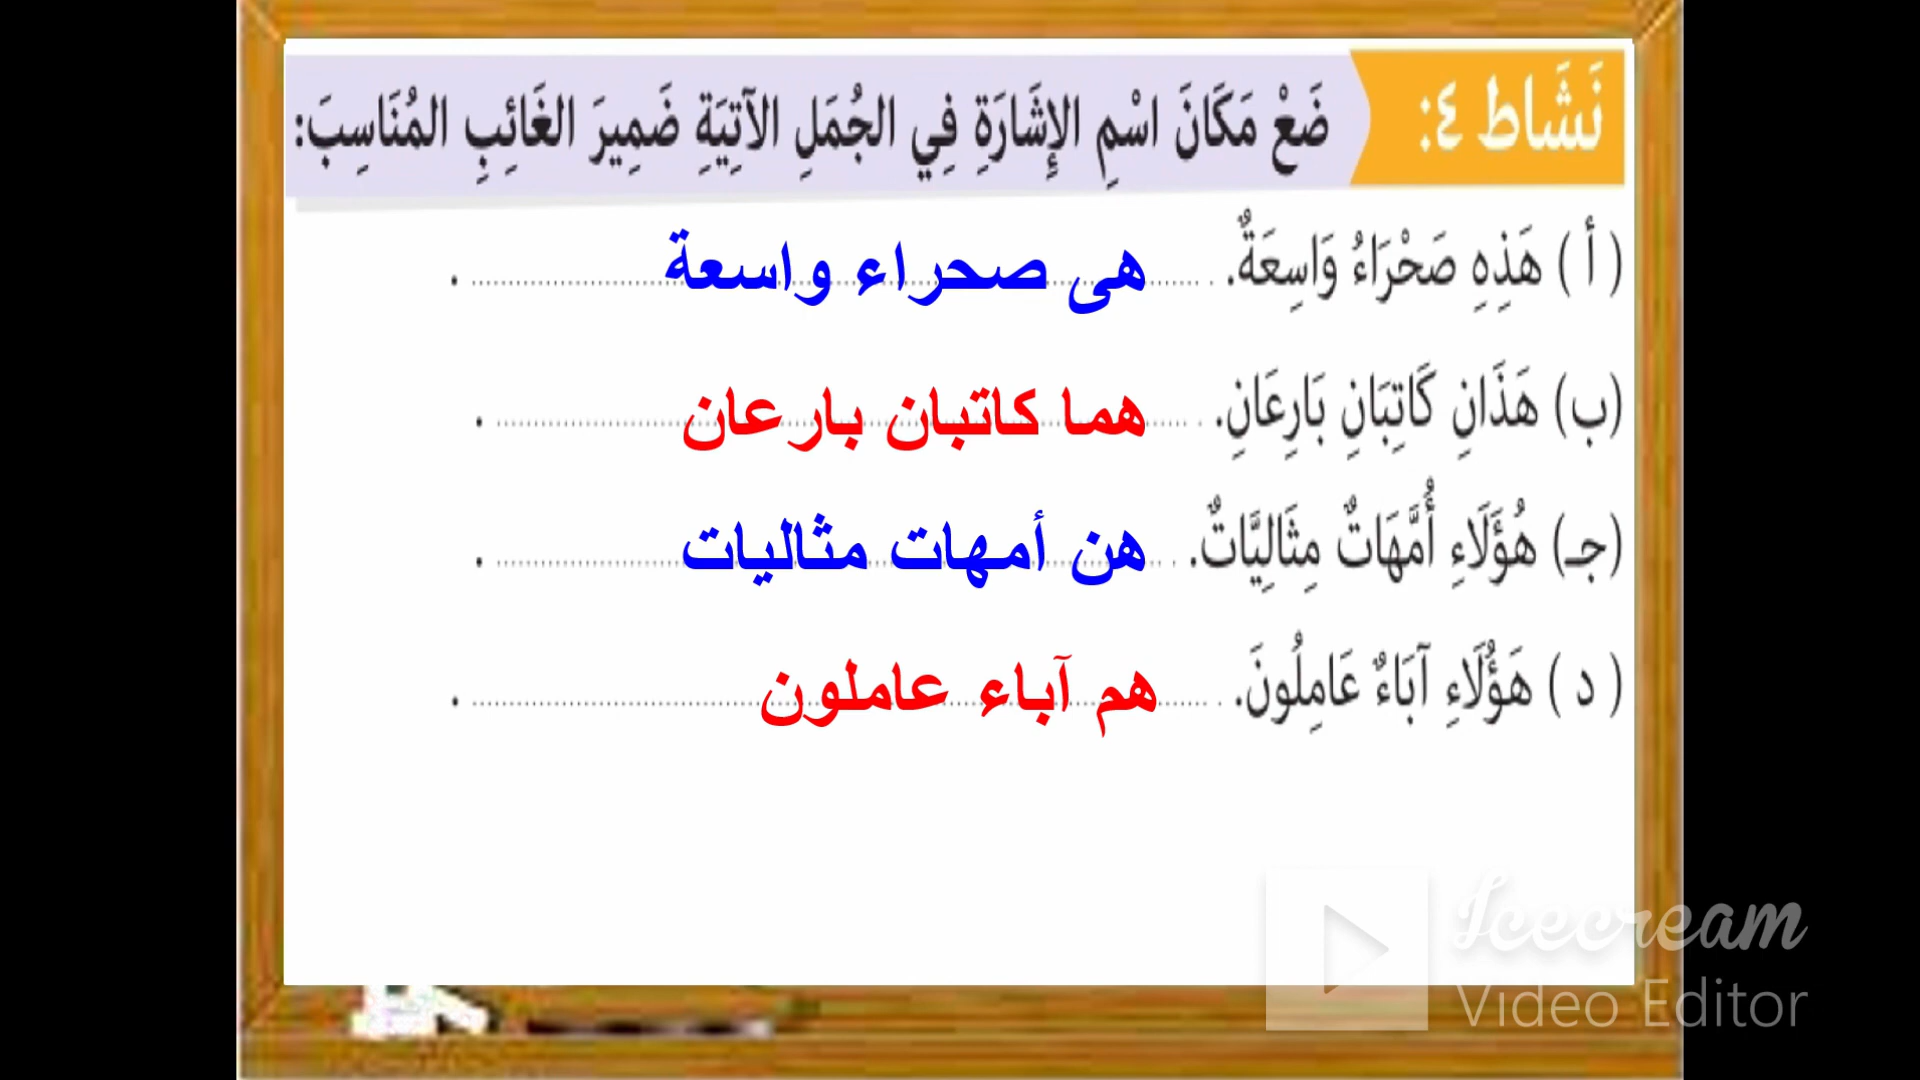 نَشَاط ٤: ضَعْ مَكَانَ اسْمِ الإِشَارَةِ فِي الجُمَلِ الآتِيَةِ ضَمِيرَ الغَائِبِ المُنَاسِبَ:
( أ ) هَذِهِ صَحْرَاءُ وَاسِعَةٌ. هى صحراء واسعة .
(ب) هَذَانِ كَاتِبَانِ بَارِعَانِ. هما كاتبان بارعان .
(جـ) هُؤَلَاءِ أُمَّهَاتٌ مِثَالِيَّاتٌ. هن أمهات مثاليات .
( د ) هَؤُلَاءِ آبَاءٌ عَامِلُونَ. هم آباء عاملون .
Icecream
Video Editor